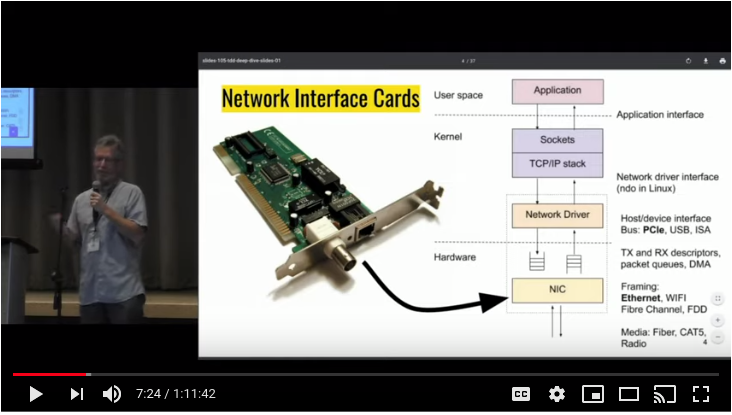 slides-105-tdd-deep-dive-slides-01
4 / 37
Network Interface Cards
User space
Application
Application interface
Kernel
Sockets
TCP/IP stack
Network driver interface
(ndo in Linux)
Network Driver
Host/device interface
Bus: PCIe, USB, ISA
TX and RX descriptors,
packet queues, DMA
Hardware
NIC
Framing:
Ethernet, WIFI
Fibre Channel, FDD
Media: Fiber, CAT5,
Radio
4
7:24 / 1:11:42
CC